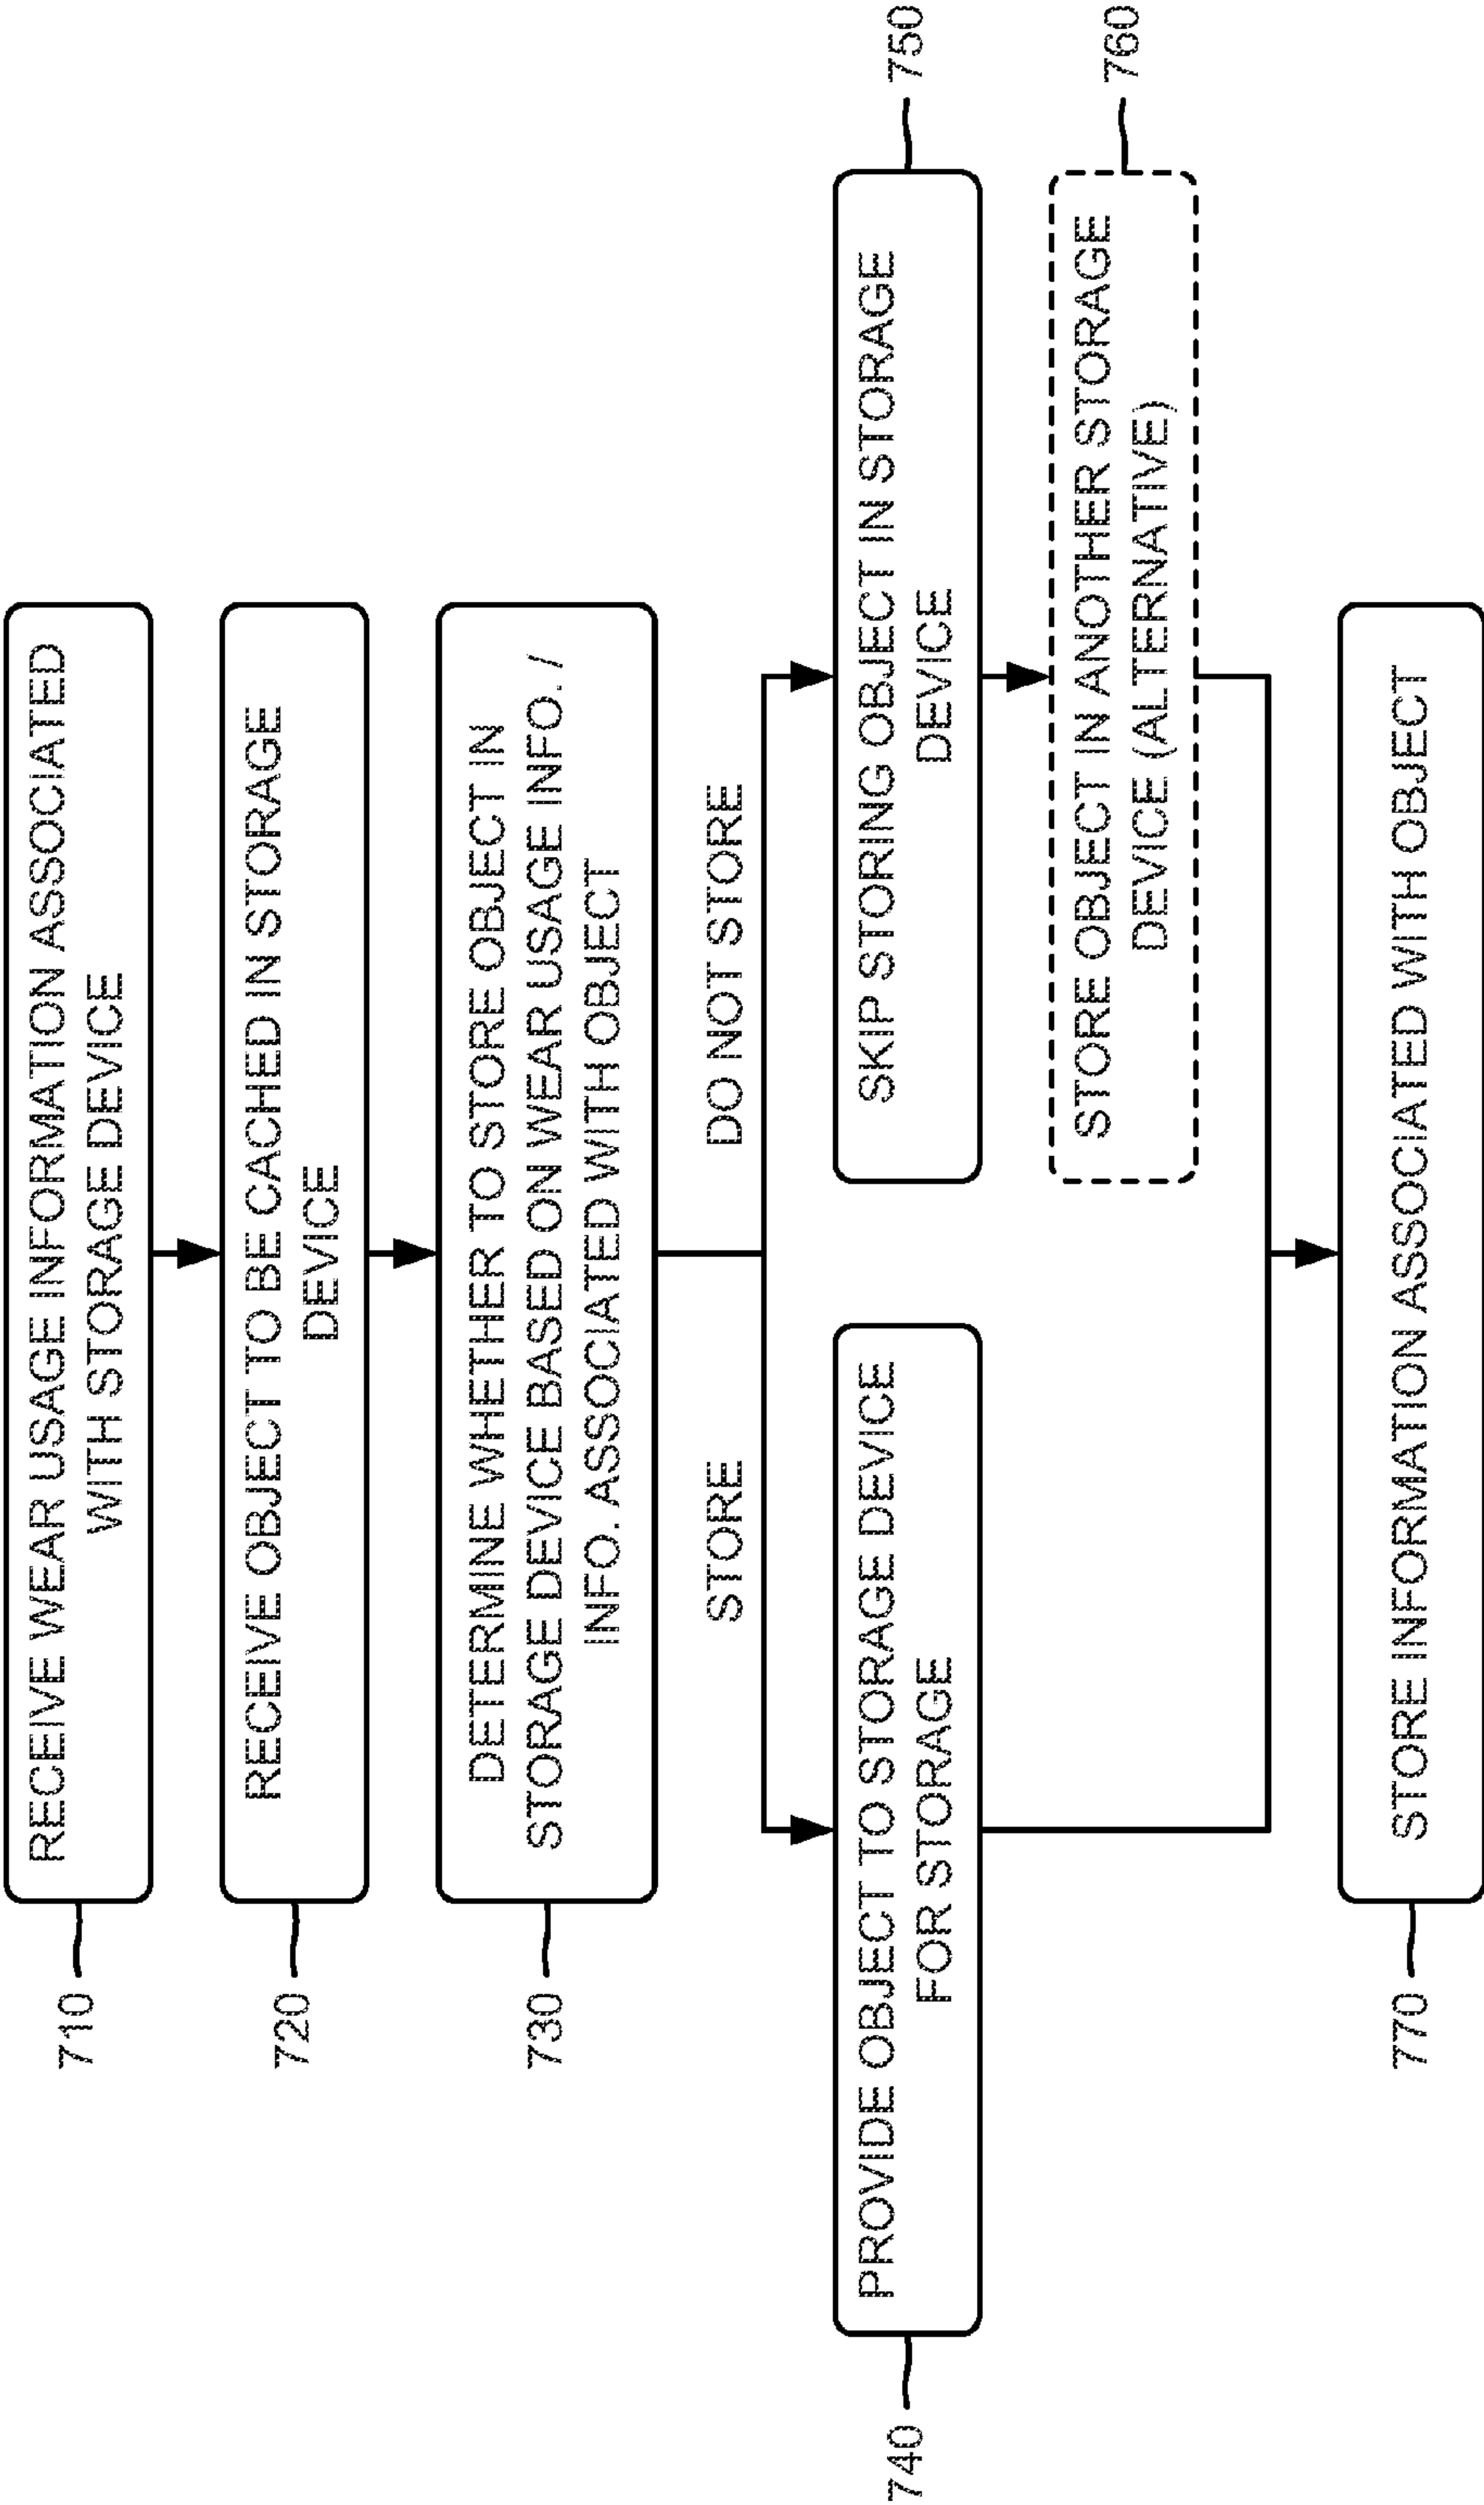 710
RECEIVE WEAR USAGE INFORMATION ASSOCIATED
WITH STORAGE DEVICE
720
RECEIVE OBJECT TO BE CACHED IN STORAGE
DEVICE
730
DETERMINE WHETHER TO STORE OBJECT IN
STORAGE DEVICE BASED ON WEAR USAGE INFO. /
INFO. ASSOCIATED WITH OBJECT
STORE
DO NOT STORE
740
PROVIDE OBJECT TO STORAGE DEVICE
FOR STORAGE
SKIP STORING OBJECT IN STORAGE
DEVICE
750
STORE OBJECT IN ANOTHER STORAGE
DEVICE (ALTERNATIVE)
760
770
STORE INFORMATION ASSOCIATED WITH OBJECT